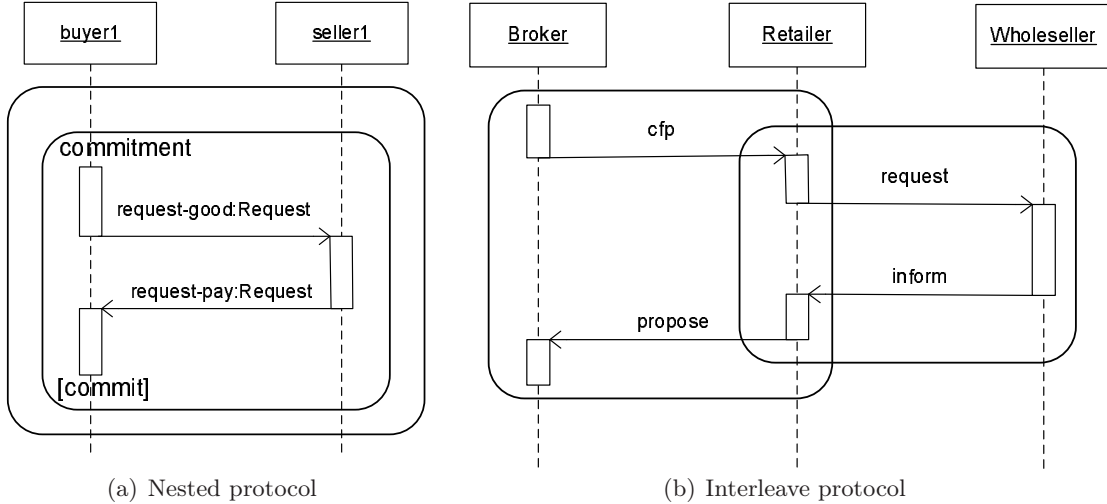 buyer1
seller1
commitment
request-good:Request
request-pay:Request
[commit]
(a) Nested protocol
Broker
Retailer
Wholeseller
cfp
request
inform
propose
(b) Interleave protocol